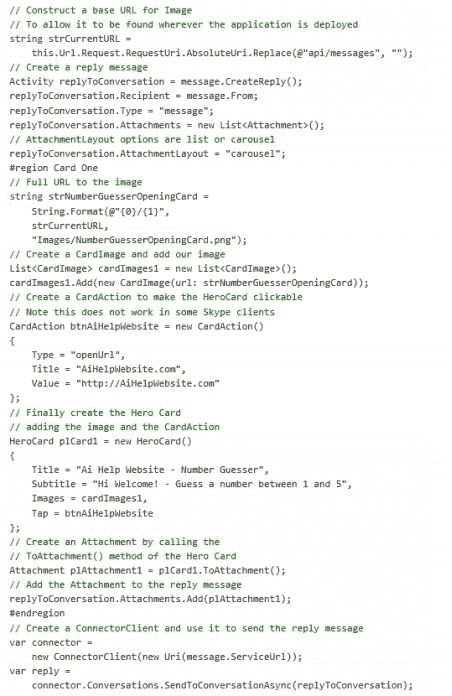 // Construct a base URL for Image
// To allow it to be found wherever the application is deployed
string strCurrentURL =
    this.Url.Request.RequestUri.AbsoluteUri.Replace(@"api/messages", "");
// Create a reply message
Activity replyToConversation = message.CreateReply();
replyToConversation.Recipient = message.From;
replyToConversation.Type = "message";
replyToConversation.Attachments = new List<Attachment>();
// AttachmentLayout options are list or carousel
replyToConversation.AttachmentLayout = "carousel";
#region Card One
// Full URL to the image
string strNumberGuesserOpeningCard =
    String.Format(@"{0}/{1}",
    strCurrentURL,
    "Images/NumberGuesserOpeningCard.png");
// Create a CardImage and add our image
List<CardImage> cardImages1 = new List<CardImage>();
cardImages1.Add(new CardImage(url: strNumberGuesserOpeningCard));
// Create a CardAction to make the HeroCard clickable
// Note this does not work in some Skype clients
CardAction btnAiHelpWebsite = new CardAction()
{
    Type = "openUrl",
    Title = "AiHelpWebsite.com",
    Value = "http://AiHelpWebsite.com"
};
// Finally create the Hero Card
// adding the image and the CardAction
HeroCard plCard1 = new HeroCard()
{
    Title = "Ai Help Website - Number Guesser",
    Subtitle = "Hi Welcome! - Guess a number between 1 and 5",
    Images = cardImages1,
    Tap = btnAiHelpWebsite
};
// Create an Attachment by calling the
// ToAttachment() method of the Hero Card
Attachment plAttachment1 = plCard1.ToAttachment();
// Add the Attachment to the reply message
replyToConversation.Attachments.Add(plAttachment1);
#endregion
// Create a ConnectorClient and use it to send the reply message
var connector =
    new ConnectorClient(new Uri(message.ServiceUrl));
var reply =
    connector.Conversations.SendToConversationAsync(replyToConversation);